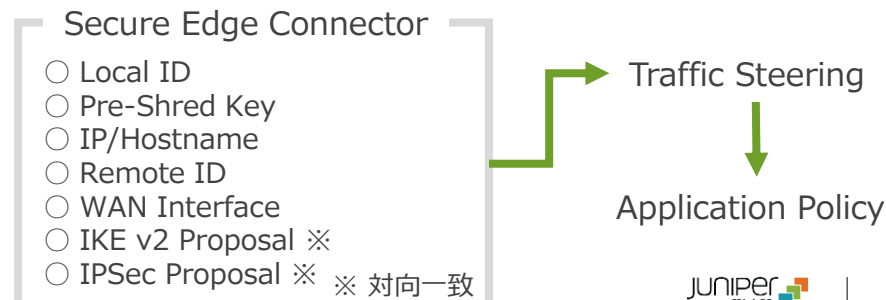 Secure Edge Connector
○ Local ID
○ Pre-Shred Key
○ IP/Hostname
○ Remote ID
○ WAN Interface
○ IKE v2 Proposal ※
○ IPSec Proposal ※
※ 対向一致
Traffic Steering
Application Policy
JUNIPER